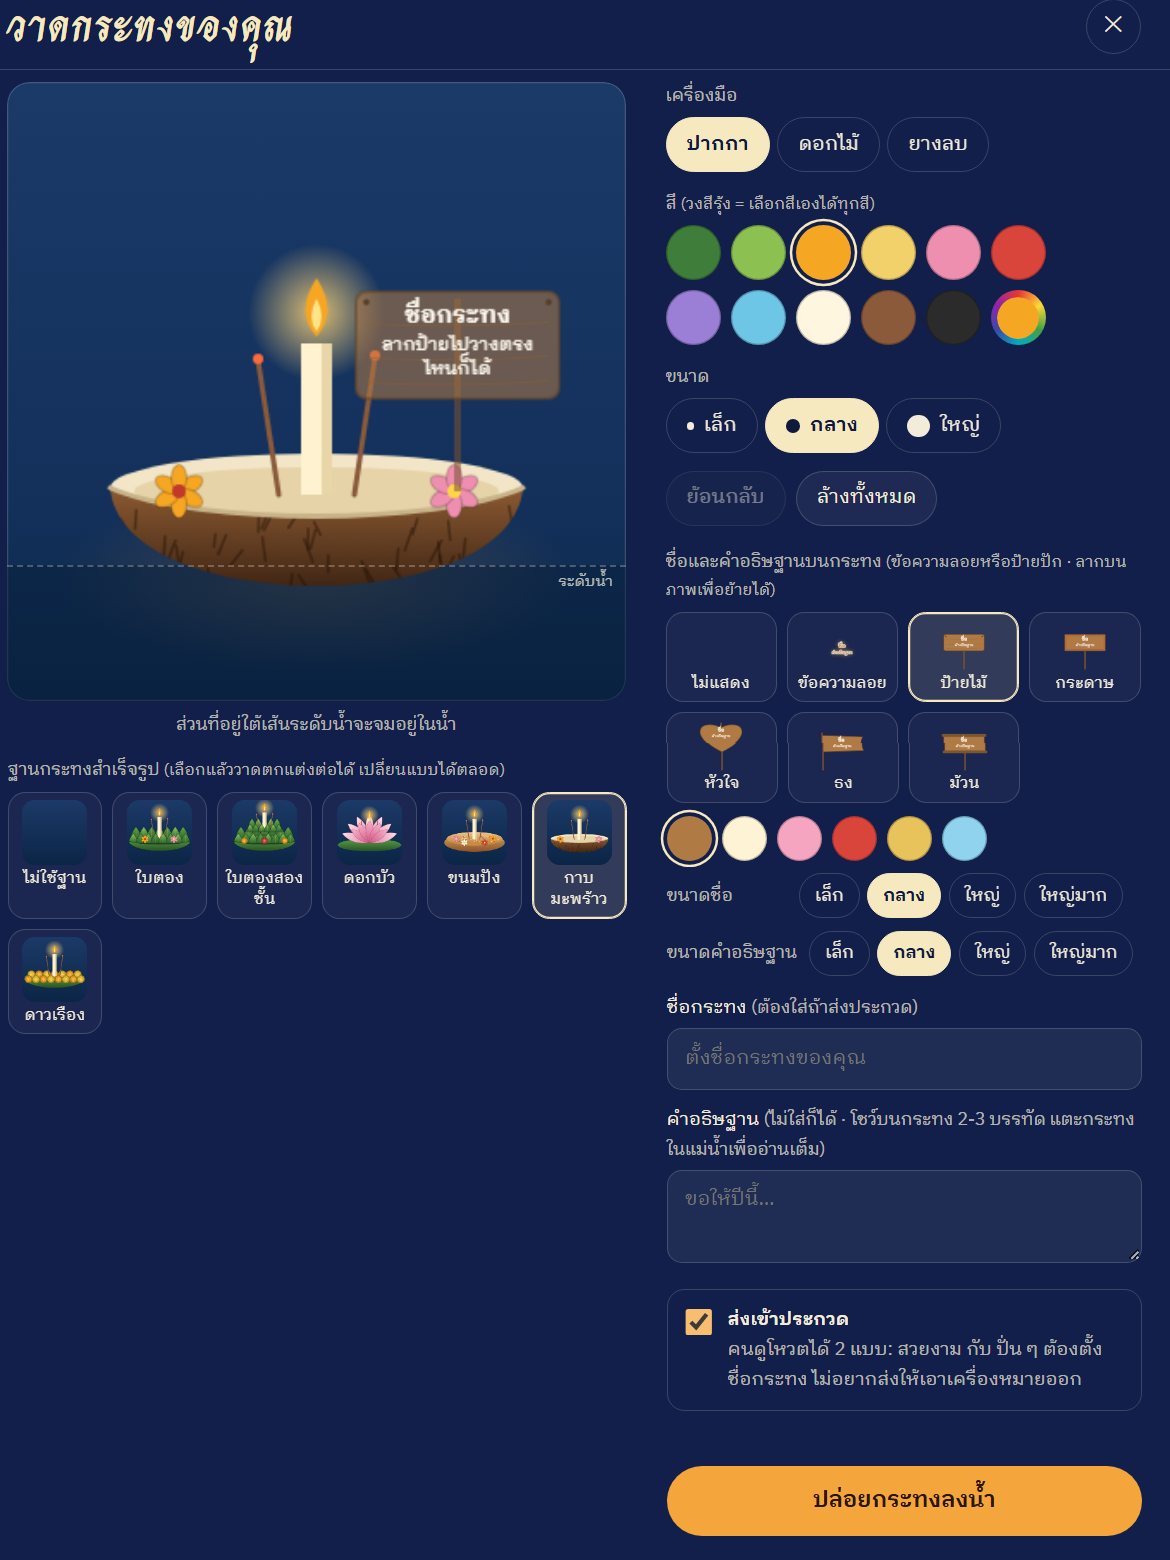 วาดกระทงของคุณ
ชื่อกระทง
ลากป้ายไปวางตรง
ไหนก็ได้
ระดับน้ำ
ส่วนที่อยู่ใต้เส้นระดับน้ำจะจมอยู่ในน้ำ
ฐานกระทงสำเร็จรูป (เลือกแล้ววาดตกแต่งต่อได้ เปลี่ยนแบบได้ตลอด)
ไม่ใช้ฐาน
ใบตอง
ใบตองสอง
ชั้น
ดอกบัว
ขนมปัง
กาบ
มะพร้าว
ดาวเรือง
เครื่องมือ
ปากกา
ดอกไม้
ยางลบ
สี (วงสีรุ้ง = เลือกสีเองได้ทุกสี)
ขนาด
เล็ก
กลาง
ใหญ่
ย้อนกลับ
ล้างทั้งหมด
ชื่อและคำอธิษฐานบนกระทง (ข้อความลอยหรือป้ายปัก · ลากบน
ภาพเพื่อย้ายได้)
ไม่แสดง
ข้อความลอย
ป้ายไม้
กระดาษ
หัวใจ
ธง
ม้วน
ขนาดชื่อ
เล็ก
กลาง
ใหญ่
ใหญ่มาก
ขนาดคำอธิษฐาน
เล็ก
กลาง
ใหญ่
ใหญ่มาก
ชื่อกระทง (ต้องใส่ถ้าส่งประกวด)
ตั้งชื่อกระทงของคุณ
คำอธิษฐาน (ไม่ใส่ก็ได้ · โชว์บนกระทง 2-3 บรรทัด แตะกระทง
ในแม่น้ำเพื่ออ่านเต็ม)
ขอให้ปีนี้...
ส่งเข้าประกวด
คนดูโหวตได้ 2 แบบ: สวยงาม กับ ปั่น ๆ ต้องตั้ง
ชื่อกระทง ไม่อยากส่งให้เอาเครื่องหมายออก
ปล่อยกระทงลงน้ำ